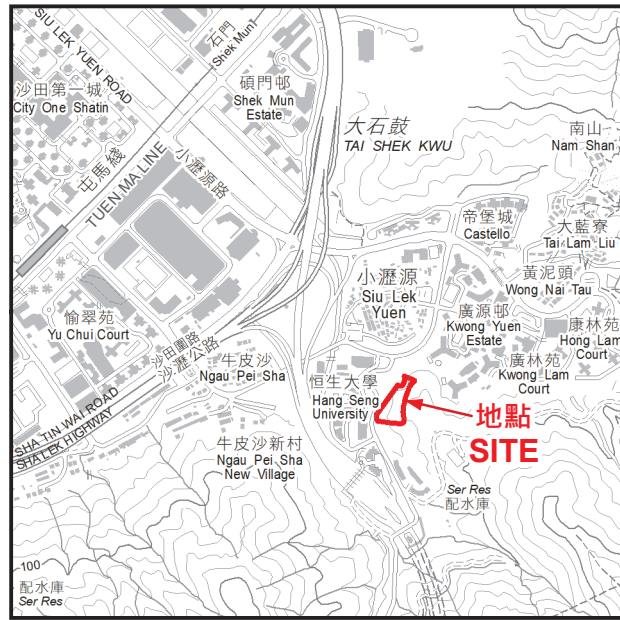 SIU LEK YUEN ROAD
石門
Shek Mun
沙田第一城
City One Shatin
碩門邨
Shek Mun
Estate
屯馬綫
TUEN MA LINE
小瀝源路
大石鼓
TAI SHEK KWU
南山
Nam Shan
帝堡城
Castello
大藍寮
Tai Lam Liu
小瀝源
Siu Lek
Yuen
黃泥頭
Wong Nai Tau
廣源邨
Kwong Yuen
Estate
康林苑
Hong Lam
Court
廣林苑
Kwong Lam
Court
愉翠苑
Yu Chui Court
沙田圍路
沙瀝公路
牛皮沙
Ngau Pei Sha
恒生大學
Hang Seng
University
SHA TIN WAI ROAD
SHA LEK HIGHWAY
地點
SITE
牛皮沙新村
Ngau Pei Sha
New Village
Ser Res
配水庫
100
配水庫
Ser Res